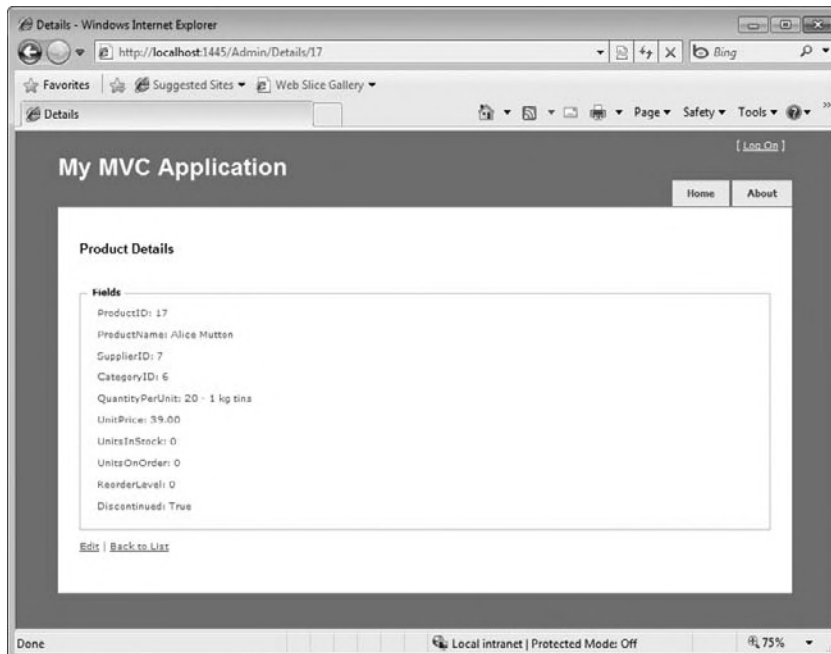 Details - Windows Internet Explorer
http://localhost:1445/Admin/Details/17
Bing
Favorites
Suggested Sites
Web Slice Gallery
Details
Page
Safety
Tools
[ Log On ]
My MVC Application
Home
About
Product Details
Fields
ProductID: 17
ProductName: Alice Mutton
SupplierID: 7
CategoryID: 6
QuantityPerUnit: 20 - 1 kg tins
UnitPrice: 39.00
UnitsInStock: 0
UnitsOnOrder: 0
ReorderLevel: 0
Discontinued: True
Edit | Back to List
Done
Local intranet | Protected Mode: Off
75%